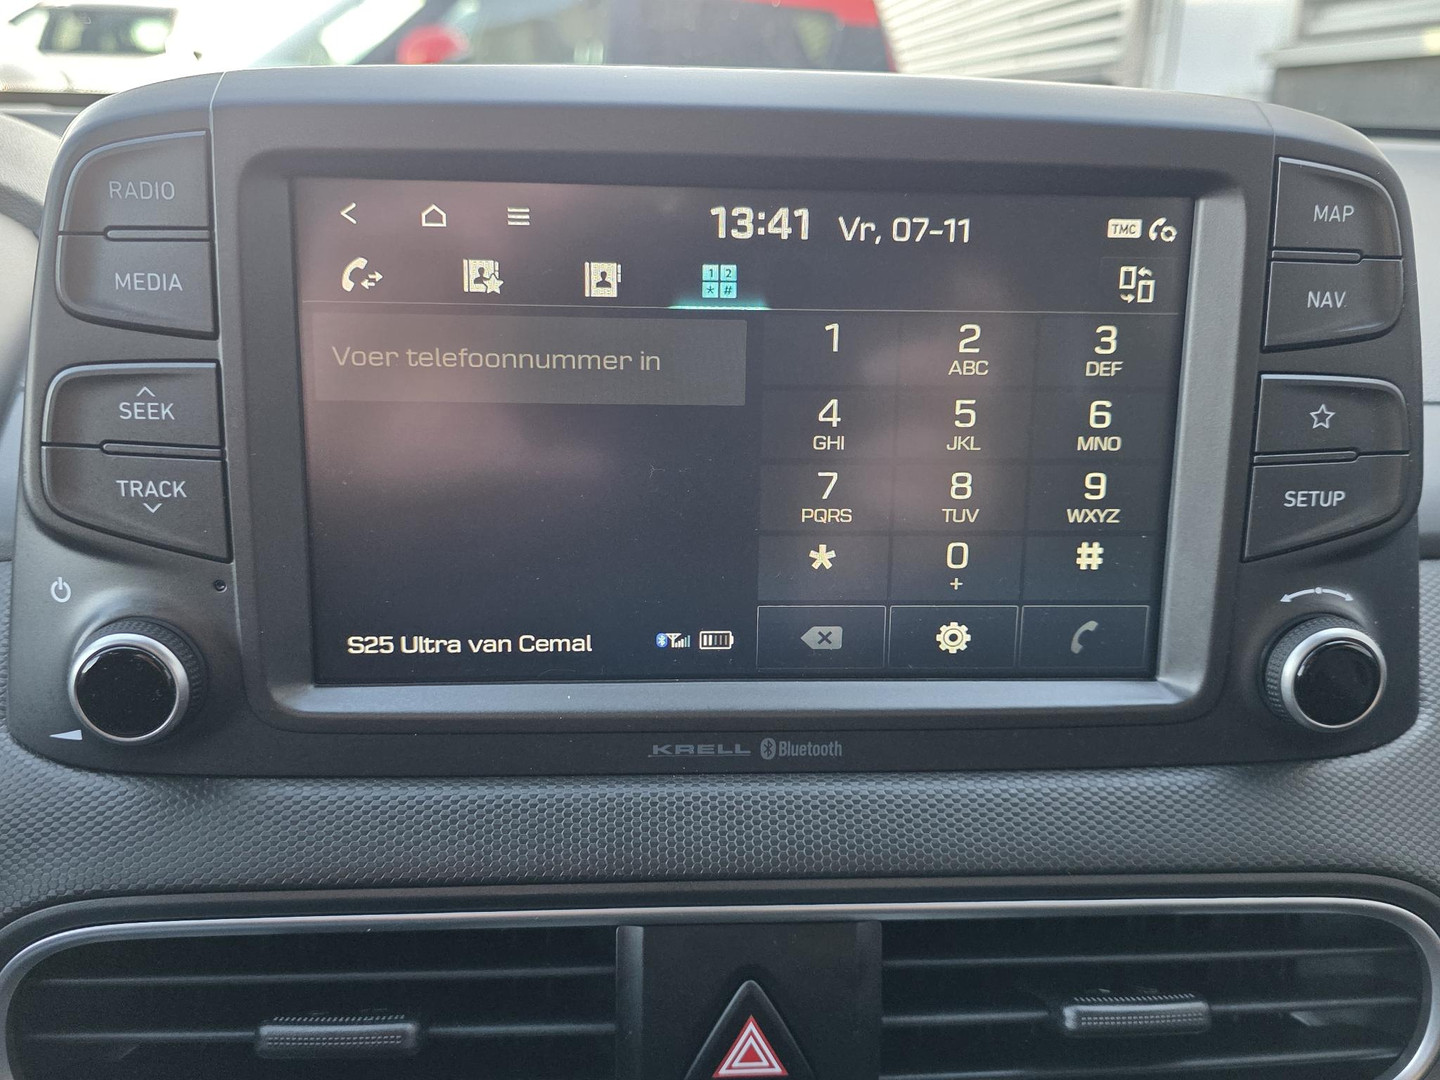 RADIO
MEDIA
SEEK
TRACK
13:41 Vr, 07-11
TMC
1 2
* #
Voer telefoonnummer in
1
2
ABC
3
DEF
4
GHI
5
JKL
6
MNO
7
PQRS
8
TUV
9
WXYZ
*
0
+
#
S25 Ultra van Cemal
MAP
NAV
SETUP
KRELL Bluetooth